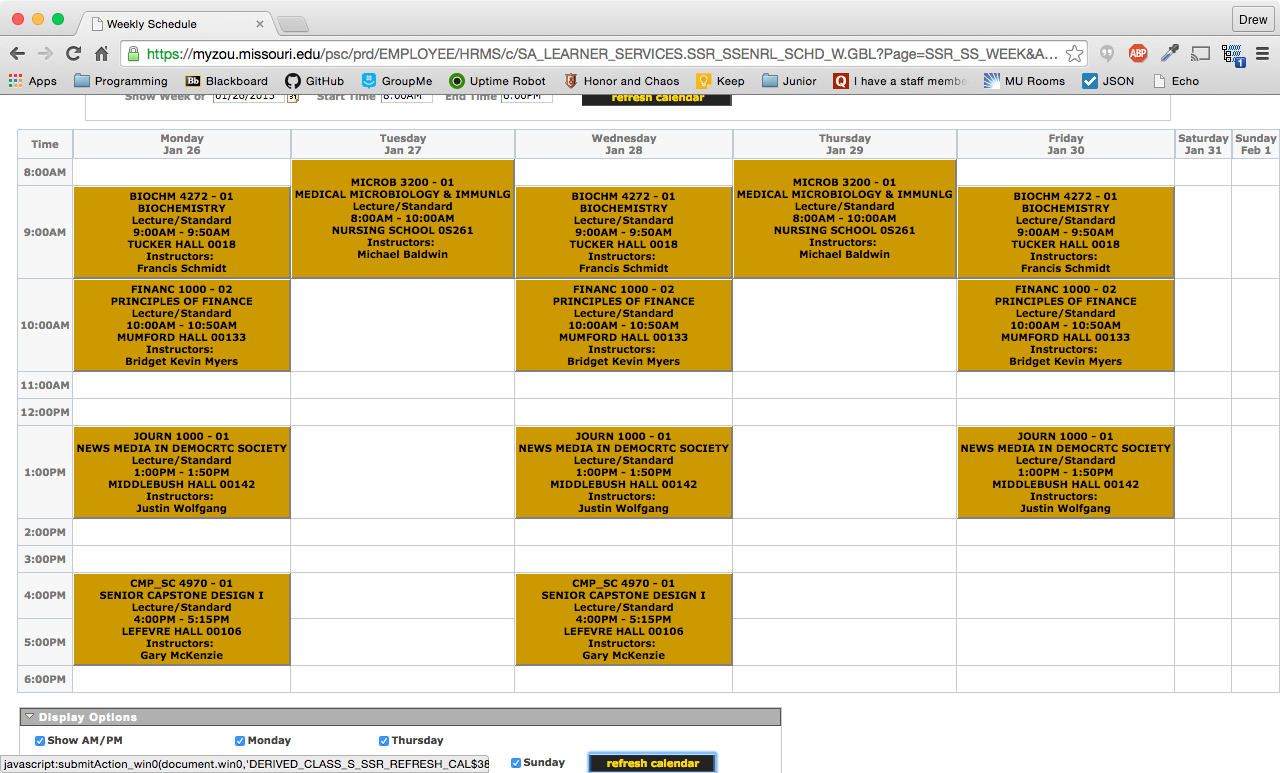 Weekly Schedule
Drew
https://myzou.missouri.edu/psc/prd/EMPLOYEE/HRMS/c/SA_LEARNER_SERVICES.SSR_SSENRL_SCHD_W.GBL?Page=SSR_SS_WEEK&A...
ABP
1
Apps Programming Bb Blackboard GitHub GroupMe Uptime Robot Honor and Chaos Keep Junior Q I have a staff membe MU Rooms JSON Echo
Show Week of 01/26/2015 Start Time 8:00AM End Time 6:00PM refresh calendar
Time
Monday
Jan 26
Tuesday
Jan 27
Wednesday
Jan 28
Thursday
Jan 29
Friday
Jan 30
Saturday
Jan 31
Sunday
Feb 1
8:00AM
MICROB 3200 - 01
MEDICAL MICROBIOLOGY & IMMUNLG
Lecture/Standard
8:00AM - 10:00AM
NURSING SCHOOL 0S261
Instructors:
Michael Baldwin
MICROB 3200 - 01
MEDICAL MICROBIOLOGY & IMMUNLG
Lecture/Standard
8:00AM - 10:00AM
NURSING SCHOOL 0S261
Instructors:
Michael Baldwin
9:00AM
BIOCHM 4272 - 01
BIOCHEMISTRY
Lecture/Standard
9:00AM - 9:50AM
TUCKER HALL 0018
Instructors:
Francis Schmidt
BIOCHM 4272 - 01
BIOCHEMISTRY
Lecture/Standard
9:00AM - 9:50AM
TUCKER HALL 0018
Instructors:
Francis Schmidt
BIOCHM 4272 - 01
BIOCHEMISTRY
Lecture/Standard
9:00AM - 9:50AM
TUCKER HALL 0018
Instructors:
Francis Schmidt
10:00AM
FINANC 1000 - 02
PRINCIPLES OF FINANCE
Lecture/Standard
10:00AM - 10:50AM
MUMFORD HALL 00133
Instructors:
Bridget Kevin Myers
FINANC 1000 - 02
PRINCIPLES OF FINANCE
Lecture/Standard
10:00AM - 10:50AM
MUMFORD HALL 00133
Instructors:
Bridget Kevin Myers
FINANC 1000 - 02
PRINCIPLES OF FINANCE
Lecture/Standard
10:00AM - 10:50AM
MUMFORD HALL 00133
Instructors:
Bridget Kevin Myers
11:00AM
12:00PM
1:00PM
JOURN 1000 - 01
NEWS MEDIA IN DEMOCRTC SOCIETY
Lecture/Standard
1:00PM - 1:50PM
MIDDLEBUSH HALL 00142
Instructors:
Justin Wolfgang
JOURN 1000 - 01
NEWS MEDIA IN DEMOCRTC SOCIETY
Lecture/Standard
1:00PM - 1:50PM
MIDDLEBUSH HALL 00142
Instructors:
Justin Wolfgang
JOURN 1000 - 01
NEWS MEDIA IN DEMOCRTC SOCIETY
Lecture/Standard
1:00PM - 1:50PM
MIDDLEBUSH HALL 00142
Instructors:
Justin Wolfgang
2:00PM
3:00PM
4:00PM
5:00PM
CMP_SC 4970 - 01
SENIOR CAPSTONE DESIGN I
Lecture/Standard
4:00PM - 5:15PM
LEFEVRE HALL 00106
Instructors:
Gary McKenzie
CMP_SC 4970 - 01
SENIOR CAPSTONE DESIGN I
Lecture/Standard
4:00PM - 5:15PM
LEFEVRE HALL 00106
Instructors:
Gary McKenzie
6:00PM
Display Options
Show AM/PM Monday Thursday
Sunday refresh calendar
javascript:submitAction_win0(document.win0,'DERIVED_CLASS_S_SSR_REFRESH_CAL$38